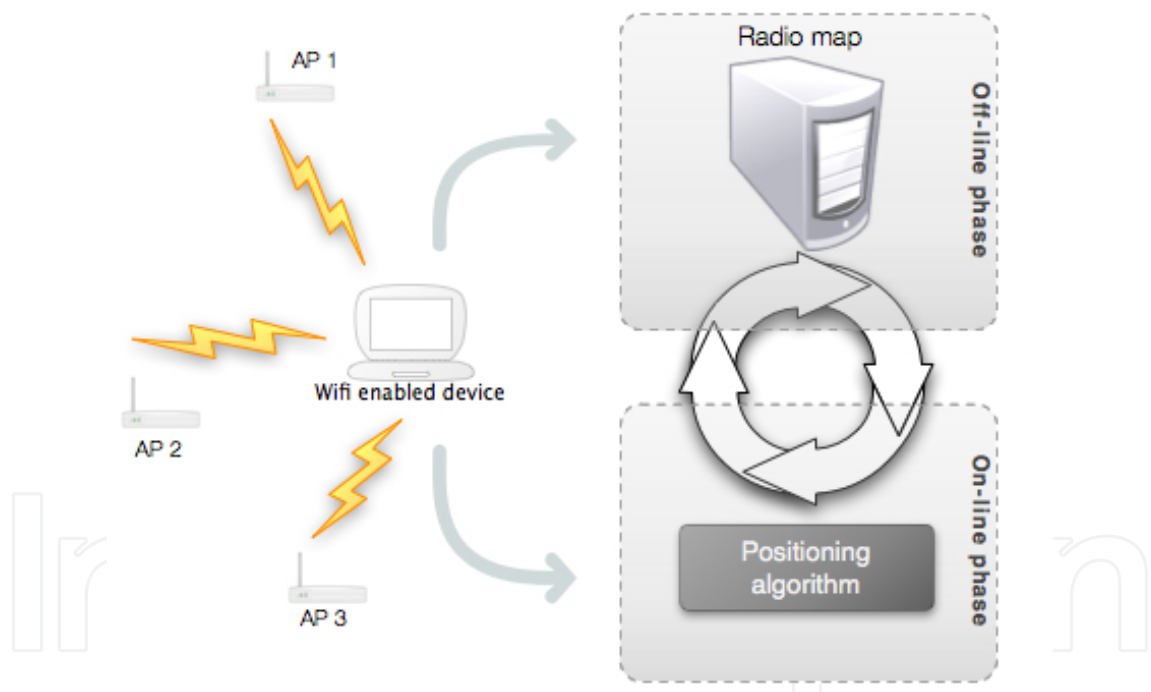 AP 1
AP 2
AP 3
Wifi enabled device
Radio map
Off-line phase
Positioning
algorithm
On-line phase